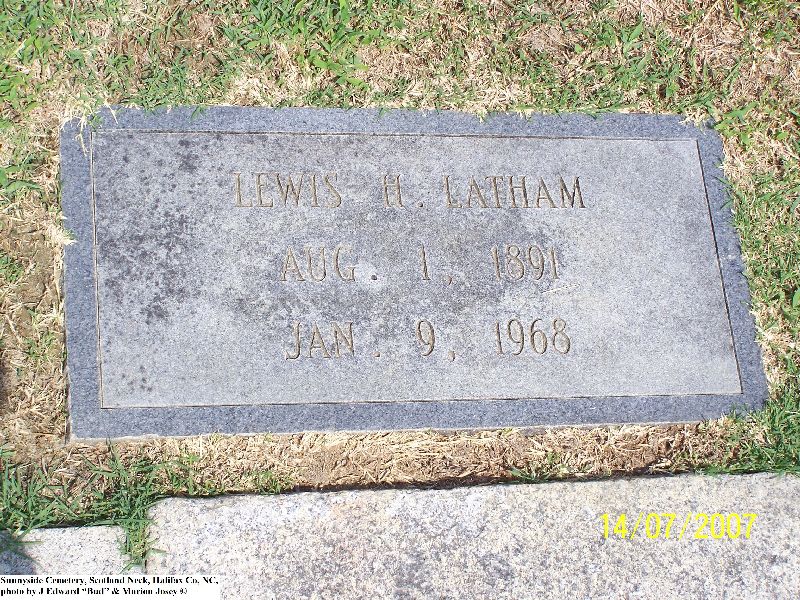 LEWIS H. LATHAM
AUG. 1, 1891
JAN. 9, 1968
14/07/2007
Sunnyside Cemetery, Scotland Neck, Halifax Co, NC,
photo by J Edward "Bud" & Marion Josey ©